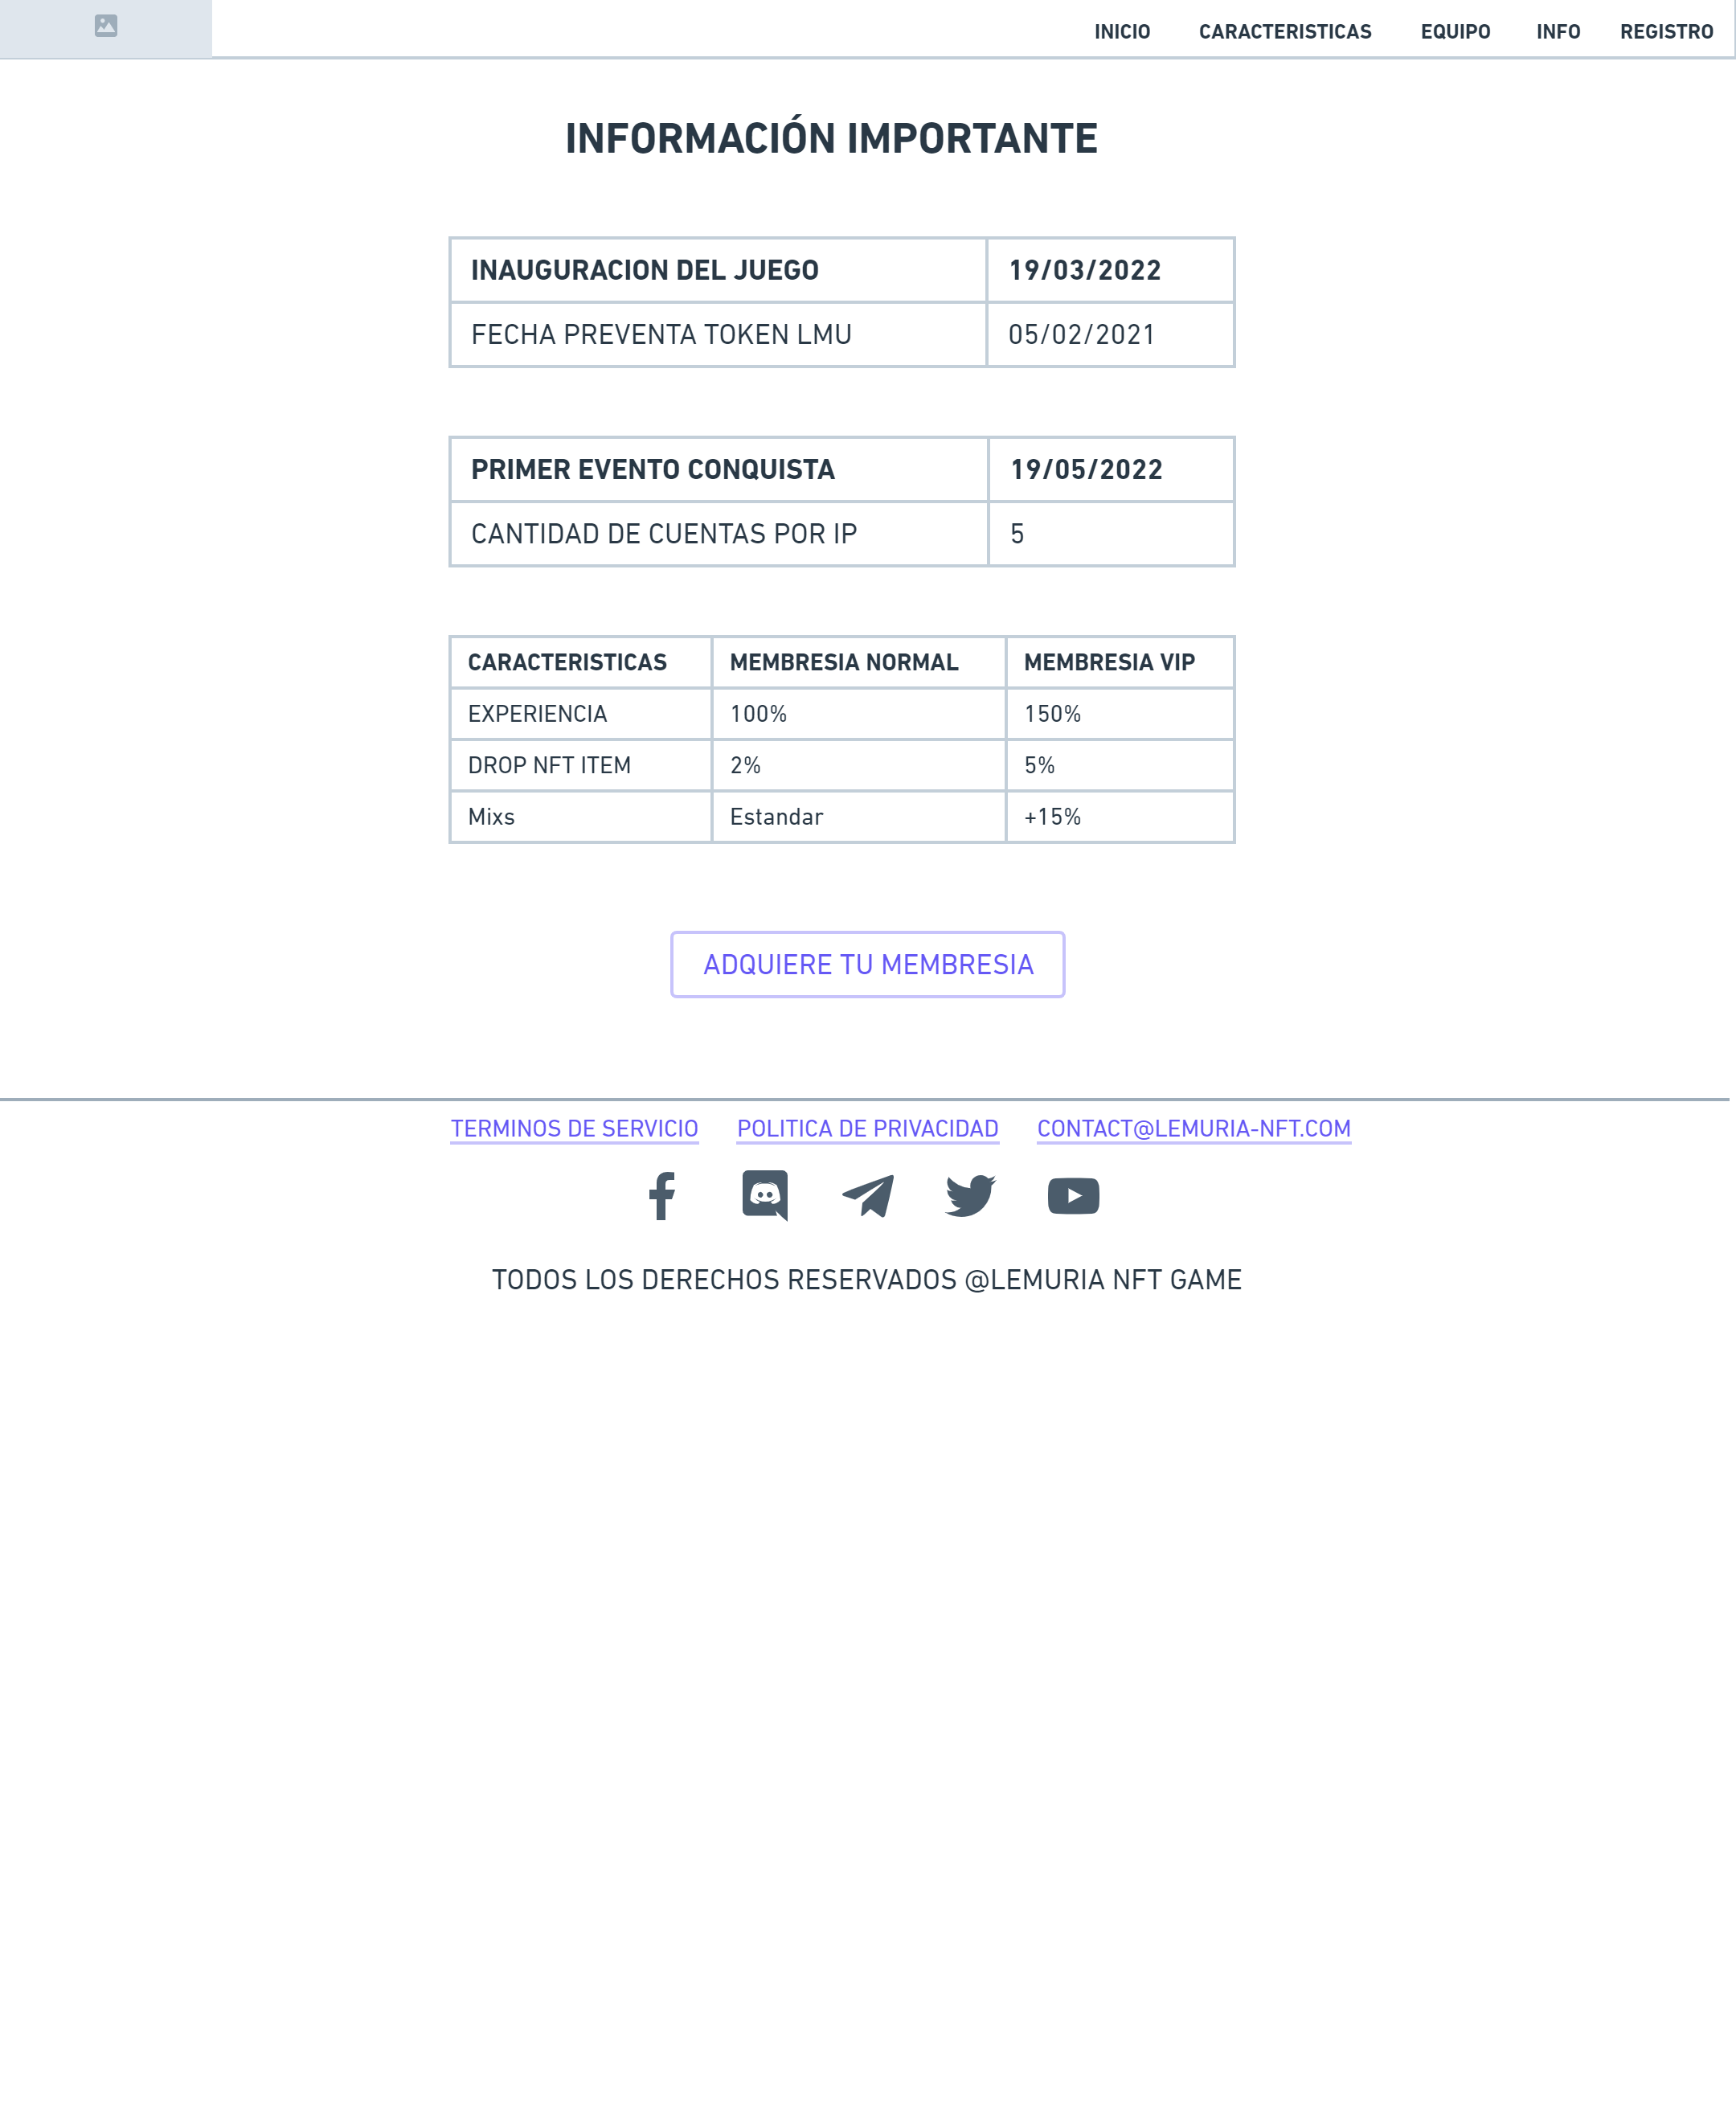 INICIO CARACTERISTICAS EQUIPO INFO REGISTRO
INFORMACIÓN IMPORTANTE
INAUGURACION DEL JUEGO 19/03/2022
FECHA PREVENTA TOKEN LMU 05/02/2021
PRIMER EVENTO CONQUISTA 19/05/2022
CANTIDAD DE CUENTAS POR IP 5
CARACTERISTICAS MEMBRESIA NORMAL MEMBRESIA VIP
EXPERIENCIA 100% 150%
DROP NFT ITEM 2% 5%
Mixs Estandar +15%
ADQUIERE TU MEMBRESIA
TERMINOS DE SERVICIO POLITICA DE PRIVACIDAD CONTACT@LEMURIA-NFT.COM
TODOS LOS DERECHOS RESERVADOS @LEMURIA NFT GAME